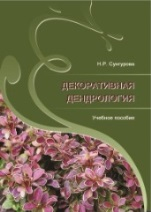 Н.Р. Сунгурова
ДЕКОРАТИВНАЯ
ДЕНДРОЛОГИЯ
Учебное пособие